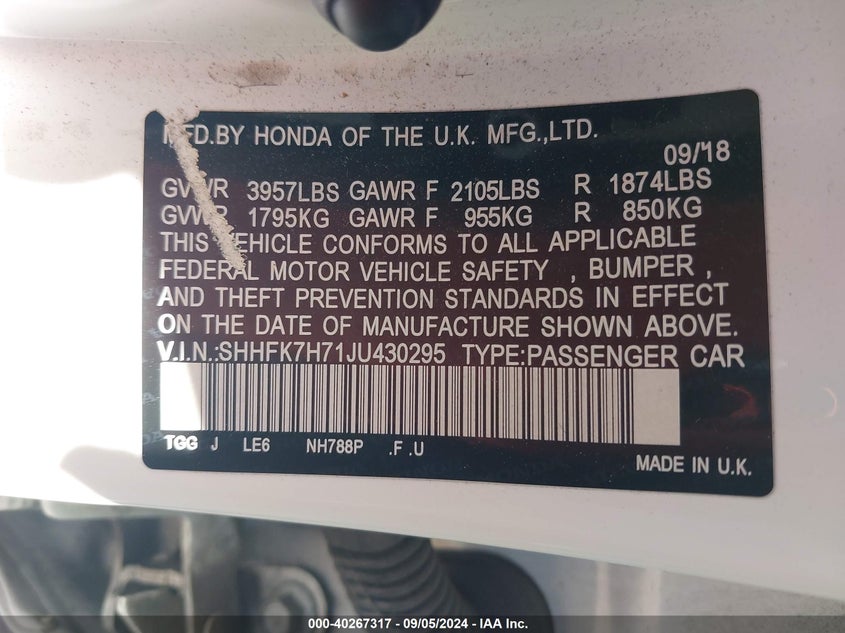 MFD.BY HONDA OF THE U.K. MFG.,LTD.
09/18
GVWR 3957LBS GAWR F 2105LBS R 1874LBS
GVWR 1795KG GAWR F 955KG R 850KG
THIS VEHICLE CONFORMS TO ALL APPLICABLE
FEDERAL MOTOR VEHICLE SAFETY , BUMPER ,
AND THEFT PREVENTION STANDARDS IN EFFECT
ON THE DATE OF MANUFACTURE SHOWN ABOVE.
V.I.N.:SHHFK7H71JU430295 TYPE:PASSENGER CAR
TGG J LE6 NH788P .F .U
MADE IN U.K.
000-40267317 - 09/05/2024 - IAA Inc.